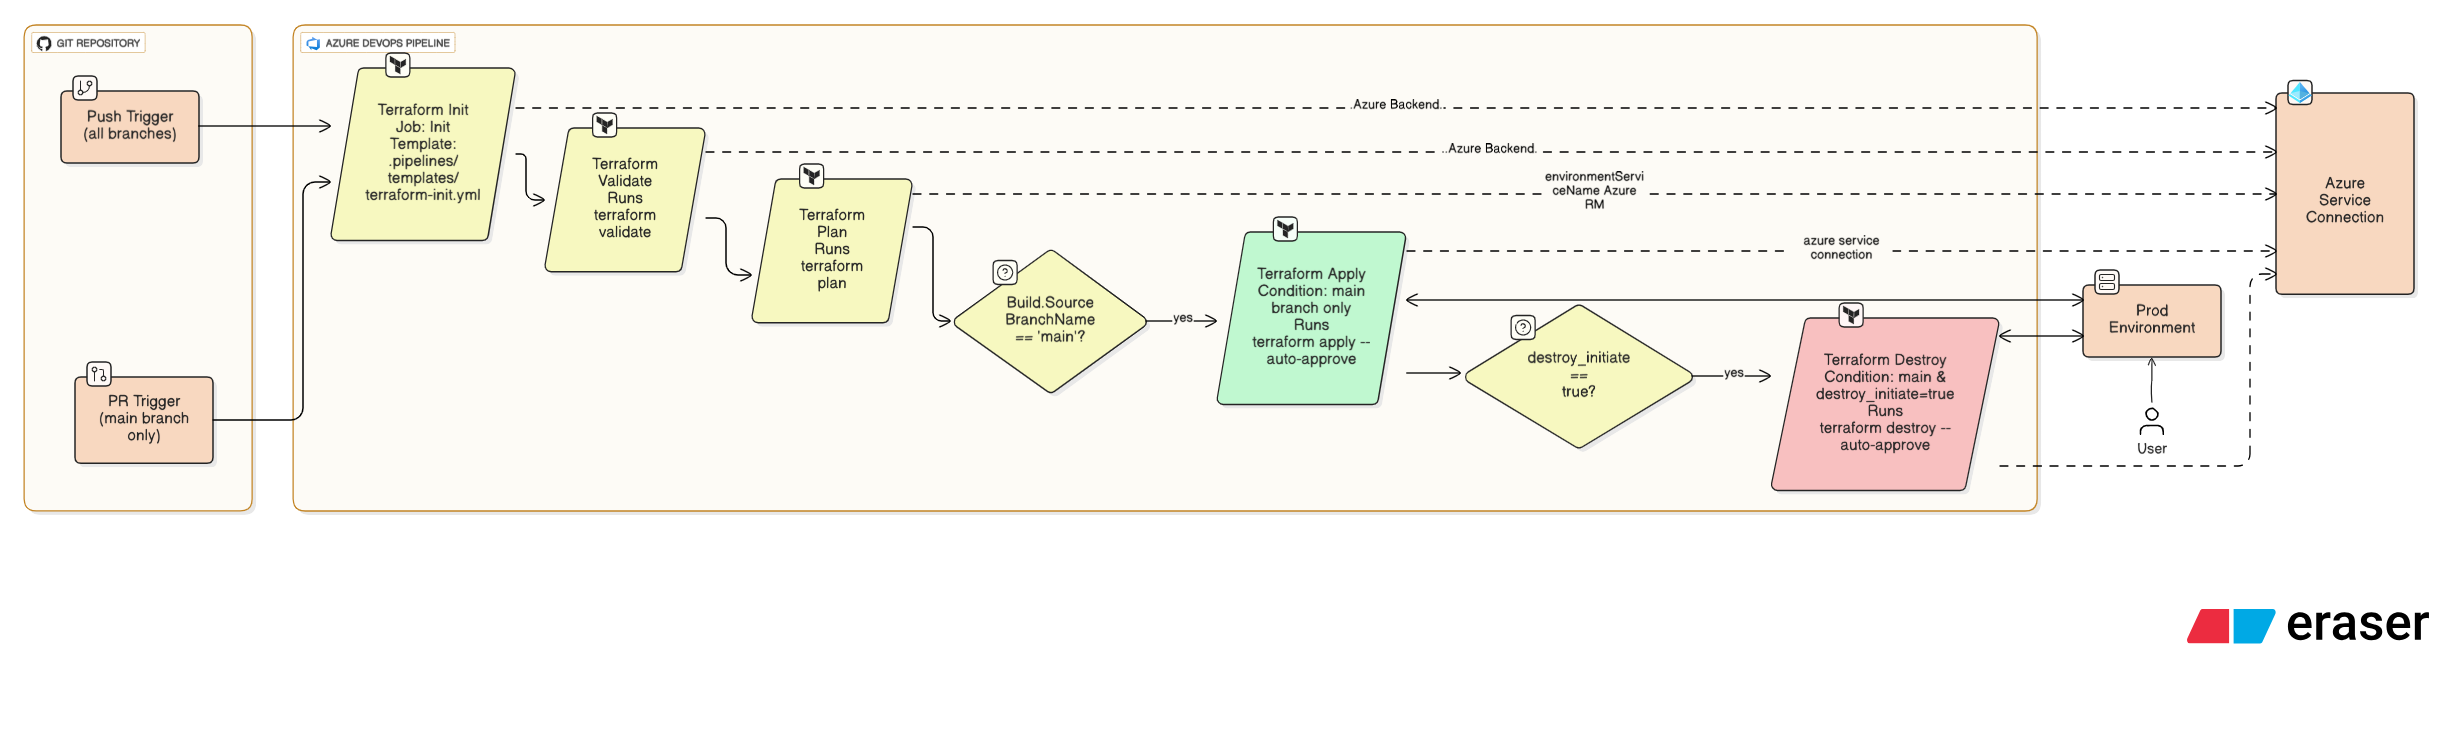 GIT REPOSITORY
Push Trigger
(all branches)
PR Trigger
(main branch
only)
AZURE DEVOPS PIPELINE
Terraform Init
Job: Init
Template:
.pipelines/
templates/
terraform-init.yml
Terraform
Validate
Runs
terraform
validate
Terraform
Plan
Runs
terraform
plan
Build.Source
BranchName
== 'main'?
yes
Terraform Apply
Condition: main
branch only
Runs
terraform apply --
auto-approve
destroy_initiate
==
true?
yes
Terraform Destroy
Condition: main &
destroy_initiate=true
Runs
terraform destroy --
auto-approve
Azure Backend
Azure Backend
environmentServi
ceName Azure
RM
azure service
connection
Prod
Environment
User
Azure
Service
Connection
eraser